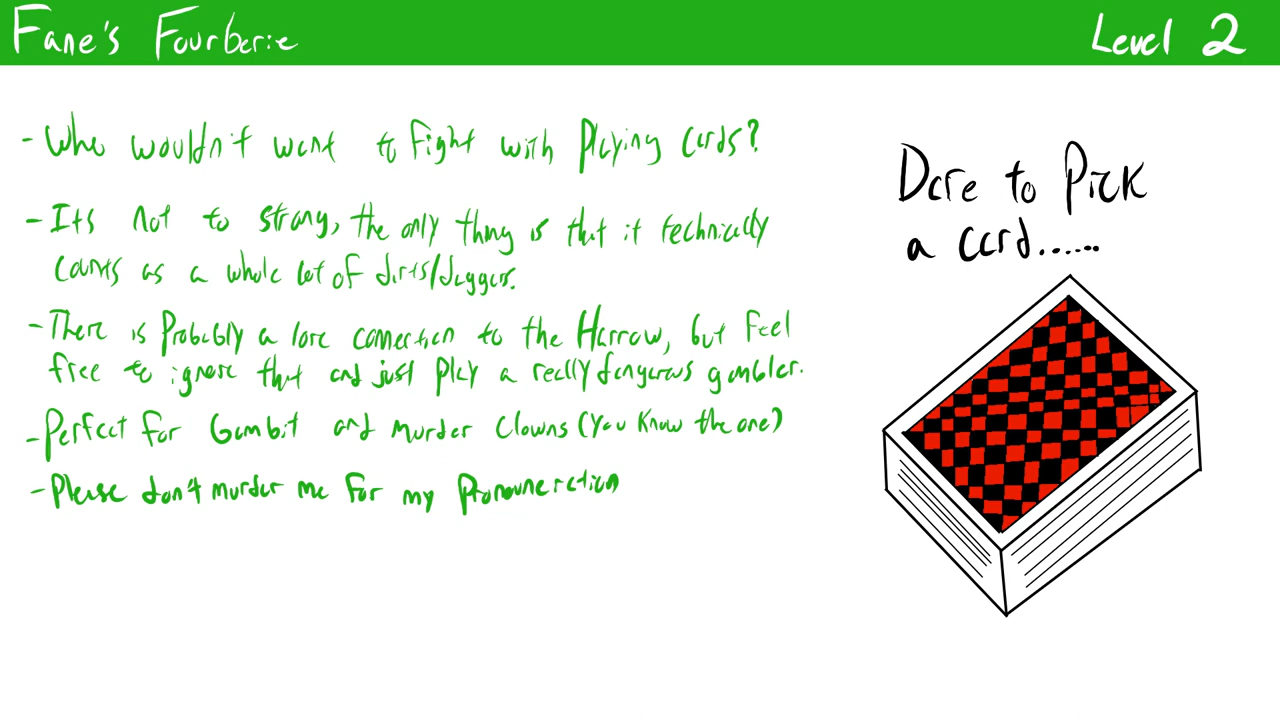 Fane's Fourberie
Level 2
- Who wouldn't want to fight with Playing cards?
- Its not to strong, the only thing is that it technically
counts as a whole lot of darts/daggers.
- There is Probably a lore connection to the Harrow, but feel
free to ignore that and just play a really dangerous gambler.
- Perfect for Gambit and Murder Clowns (You Know the one)
- Please don't murder me for my Pronounerction
Dare to Pick
a card......